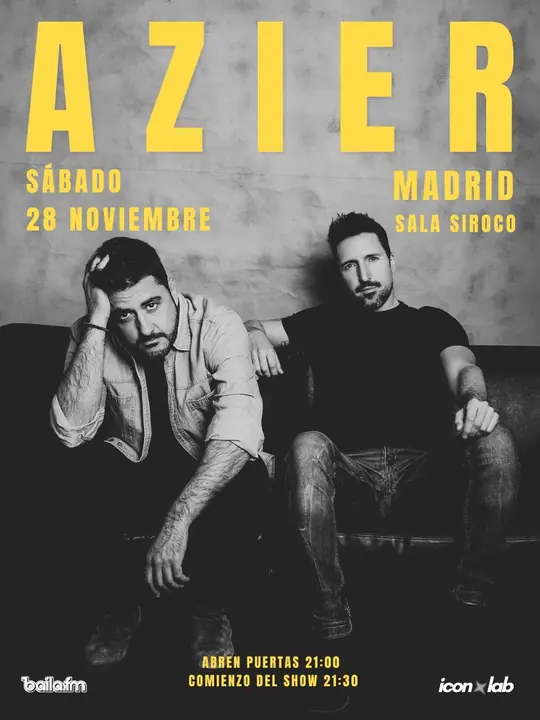 AZIER
SÁBADO
28 NOVIEMBRE
MADRID
SALA SIROCO
ABREN PUERTAS 21:00
COMIENZO DEL SHOW 21:30
bailafm
icon lab